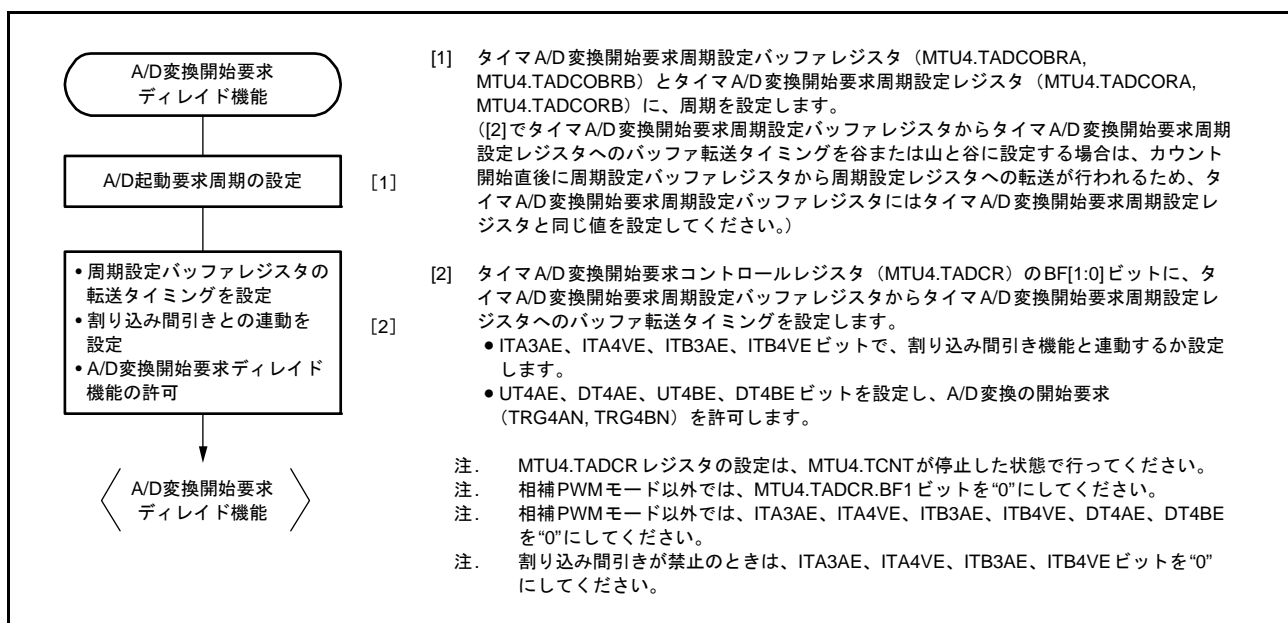 A/D変換開始要求
ディレイド機能
A/D起動要求周期の設定
[1]
• 周期設定バッファレジスタの
転送タイミングを設定
• 割り込み間引きとの連動を
設定
• A/D変換開始要求ディレイド
機能の許可
[2]
A/D変換開始要求
ディレイド機能
[1] タイマA/D変換開始要求周期設定バッファレジスタ（MTU4.TADCOBRA,
MTU4.TADCOBRB）とタイマA/D変換開始要求周期設定レジスタ（MTU4.TADCORA,
MTU4.TADCORB）に、周期を設定します。
（[2]でタイマA/D変換開始要求周期設定バッファレジスタからタイマA/D変換開始要求周期
設定レジスタへのバッファ転送タイミングを谷または山と谷に設定する場合は、カウント
開始直後に周期設定バッファレジスタから周期設定レジスタへの転送が行われるため、タ
イマA/D変換開始要求周期設定バッファレジスタにはタイマA/D変換開始要求周期設定レ
ジスタと同じ値を設定してください。）
[2] タイマA/D変換開始要求コントロールレジスタ（MTU4.TADCR）のBF[1:0]ビットに、タ
イマA/D変換開始要求周期設定バッファレジスタからタイマA/D変換開始要求周期設定レ
ジスタへのバッファ転送タイミングを設定します。
● ITA3AE、ITA4VE、ITB3AE、ITB4VEビットで、割り込み間引き機能と連動するか設定
します。
● UT4AE、DT4AE、UT4BE、DT4BEビットを設定し、A/D変換の開始要求
（TRG4AN, TRG4BN）を許可します。
注. MTU4.TADCRレジスタの設定は、MTU4.TCNTが停止した状態で行ってください。
注. 相補PWMモード以外では、MTU4.TADCR.BF1ビットを“0”にしてください。
注. 相補PWMモード以外では、ITA3AE、ITA4VE、ITB3AE、ITB4VE、DT4AE、DT4BE
を“0”にしてください。
注. 割り込み間引きが禁止のときは、ITA3AE、ITA4VE、ITB3AE、ITB4VEビットを“0”
にしてください。